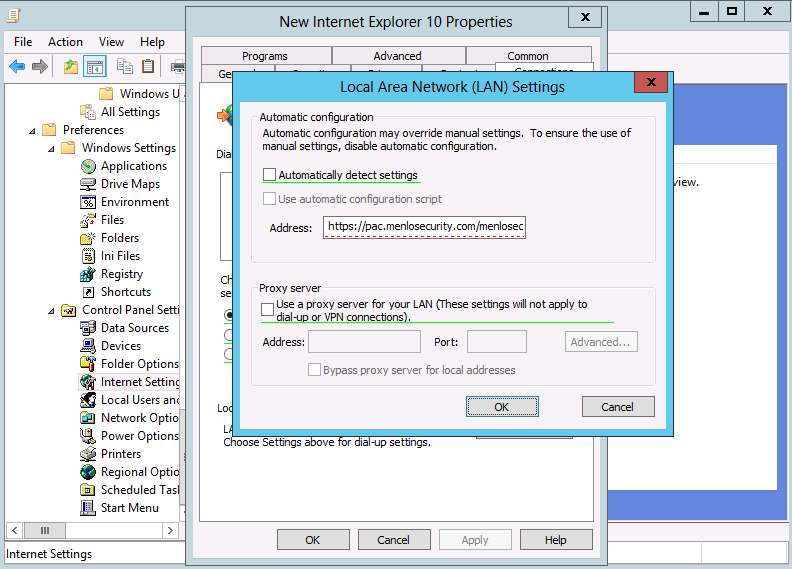 New Internet Explorer 10 Properties
File Action View Help
Programs Advanced Common
Local Area Network (LAN) Settings
Automatic configuration
Automatic configuration may override manual settings. To ensure the use of
manual settings, disable automatic configuration.
Automatically detect settings
Use automatic configuration script
Address: https://pac.menlosecurity.com/menlosec
Proxy server
Use a proxy server for your LAN (These settings will not apply to
dial-up or VPN connections).
Address: Port: Advanced...
Bypass proxy server for local addresses
OK Cancel
Windows U
All Settings
Preferences
Windows Settings
Applications
Drive Maps
Environment
Files
Folders
Ini Files
Registry
Shortcuts
Control Panel Setti
Data Sources
Devices
Folder Options
Internet Setting
Local Users and
Network Option
Power Options
Printers
Regional Optio
Scheduled Task
Start Menu
Dia
Ch
se
Loc
LA
Choose Settings above for dial-up settings.
OK Cancel Apply Help
view.
Internet Settings